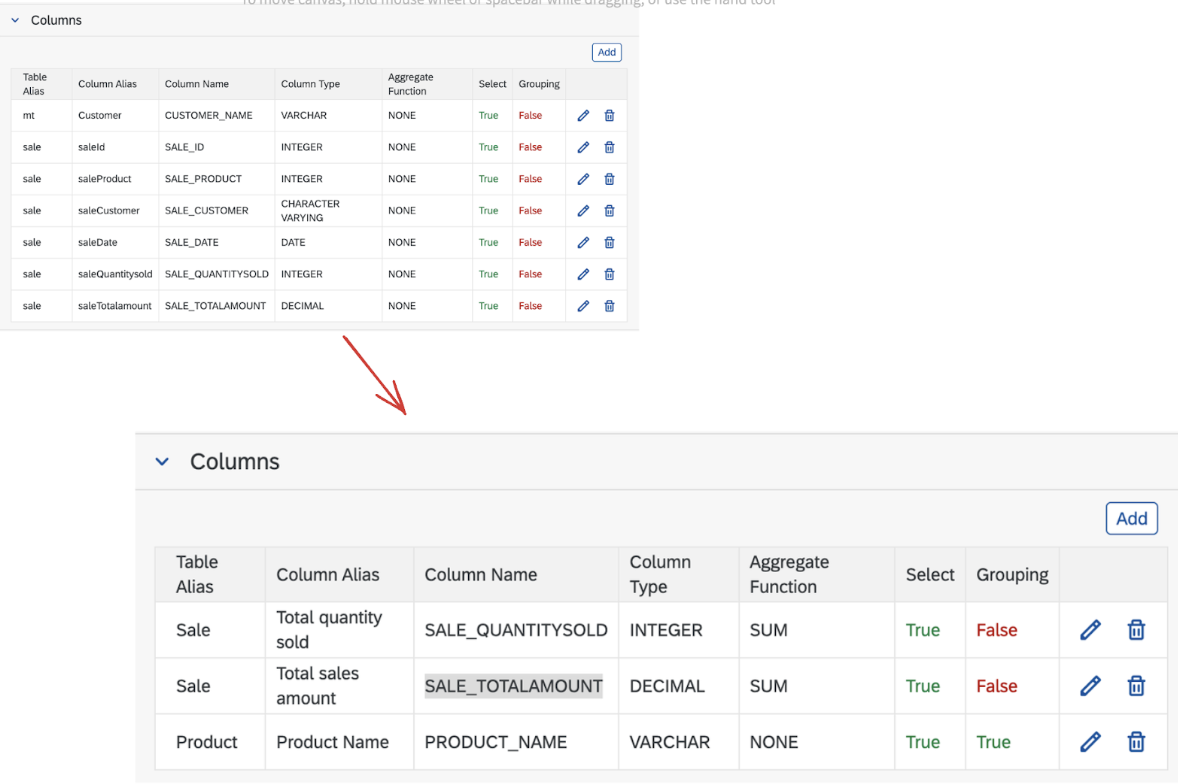 To move canvas, hold mouse wheel or spacebar while dragging, or use the hand tool
Columns
Add
Table Alias Column Alias Column Name Column Type Aggregate Function Select Grouping
mt Customer CUSTOMER_NAME VARCHAR NONE True False
sale saleId SALE_ID INTEGER NONE True False
sale saleProduct SALE_PRODUCT INTEGER NONE True False
sale saleCustomer SALE_CUSTOMER CHARACTER VARYING NONE True False
sale saleDate SALE_DATE DATE NONE True False
sale saleQuantitysold SALE_QUANTITYSOLD INTEGER NONE True False
sale saleTotalamount SALE_TOTALAMOUNT DECIMAL NONE True False
Columns
Add
Table Alias Column Alias Column Name Column Type Aggregate Function Select Grouping
Sale Total quantity sold SALE_QUANTITYSOLD INTEGER SUM True False
Sale Total sales amount SALE_TOTALAMOUNT DECIMAL SUM True False
Product Product Name PRODUCT_NAME VARCHAR NONE True True